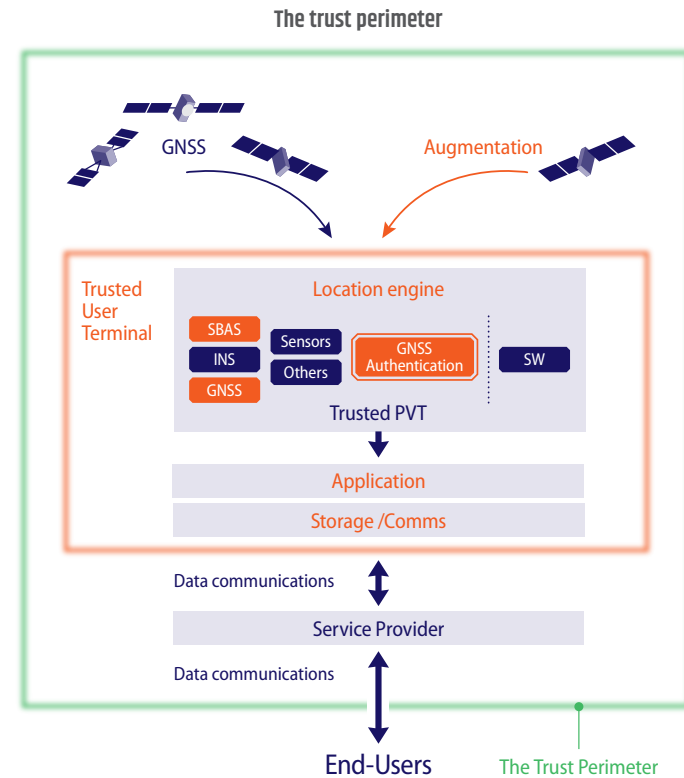 The trust perimeter
GNSS
Augmentation
Trusted
User
Terminal
Location engine
SBAS
INS
GNSS
Sensors
Others
GNSS
Authentication
SW
Trusted PVT
Application
Storage /Comms
Data communications
Service Provider
Data communications
End-Users
The Trust Perimeter